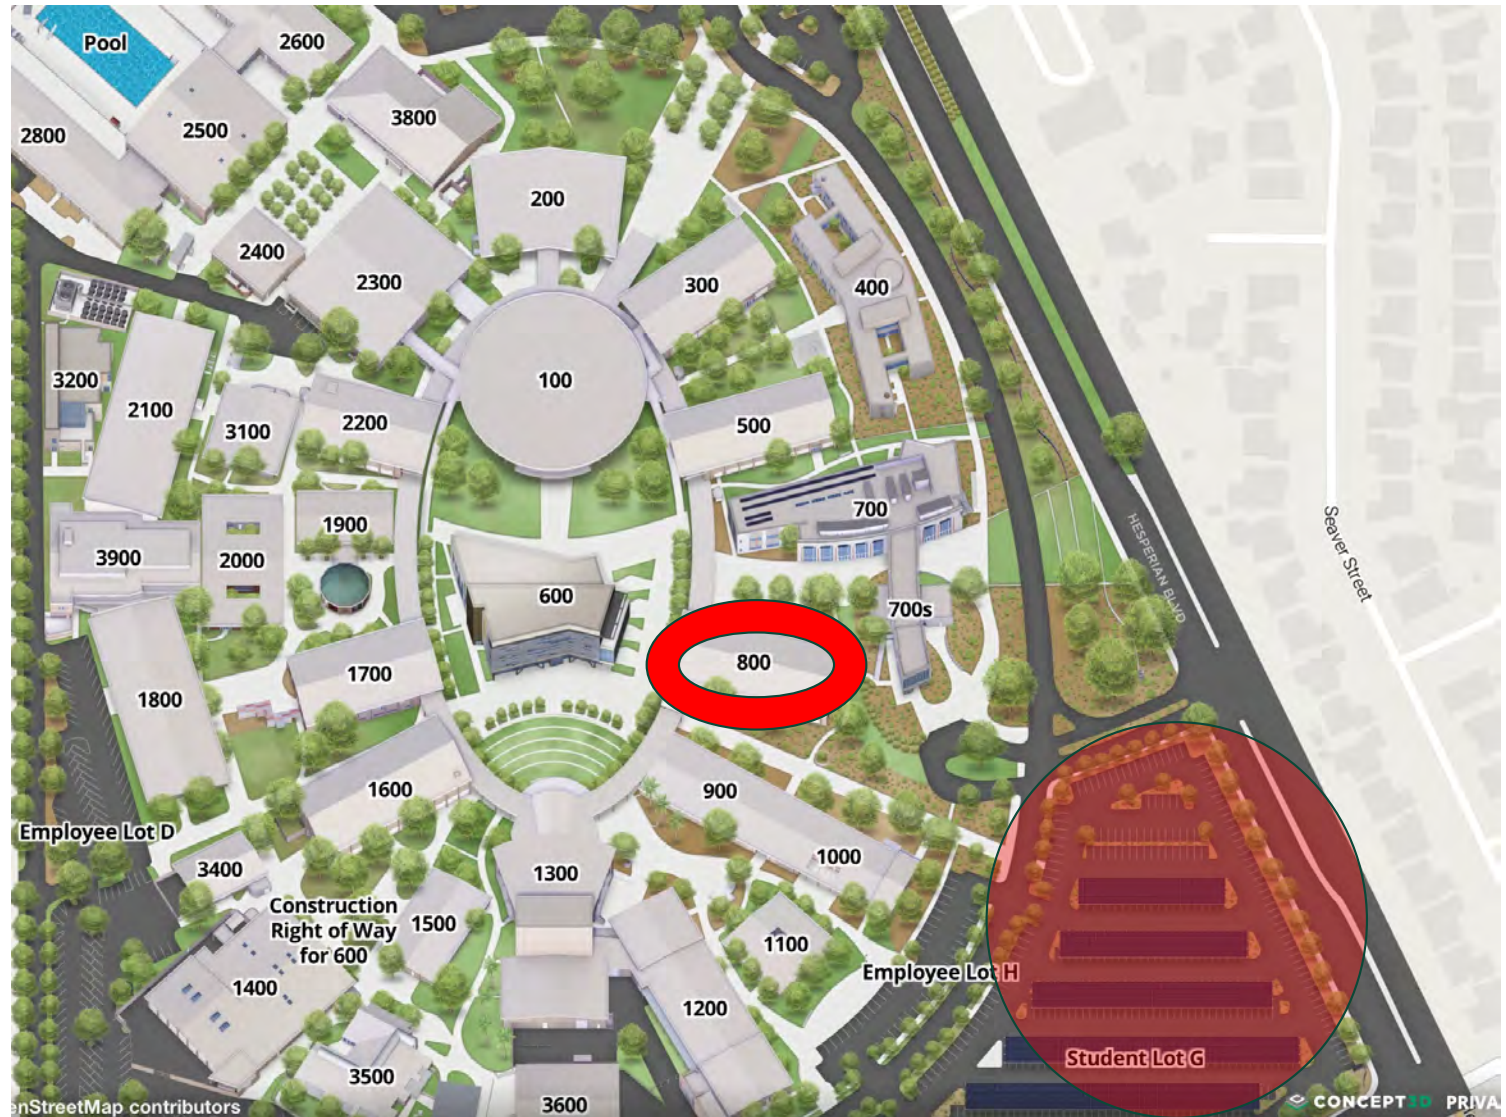 Pool
2600
3800
2500
2800
200
2400
2300
300
400
3200
100
2100
3100
2200
500
700
3900
2000
1900
HESPERIAN BLVD
Seaver Street
600
700s
800
1700
1800
1600
900
Employee Lot D
3400
1300
1000
Construction
Right of Way
for 600
1500
1100
Employee Lot H
1400
1200
3500
Student Lot G
3600
enStreetMap contributors
CONCEPT3D PRIVA